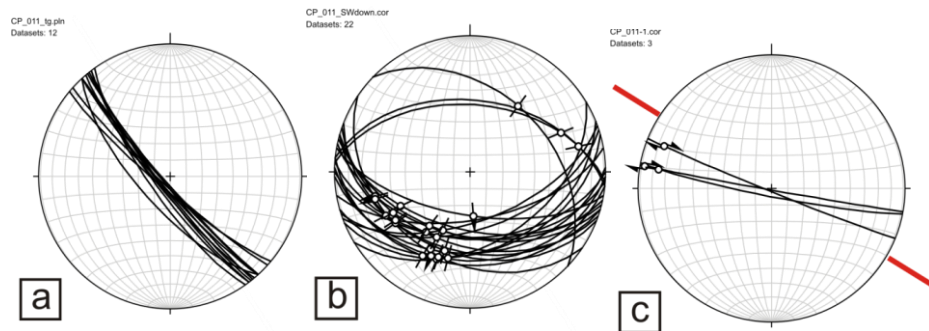 CP_011_tg.pln
Datasets: 12
CP_011_SWdown.cor
Datasets: 22
CP_011-1.cor
Datasets: 3
a
b
c